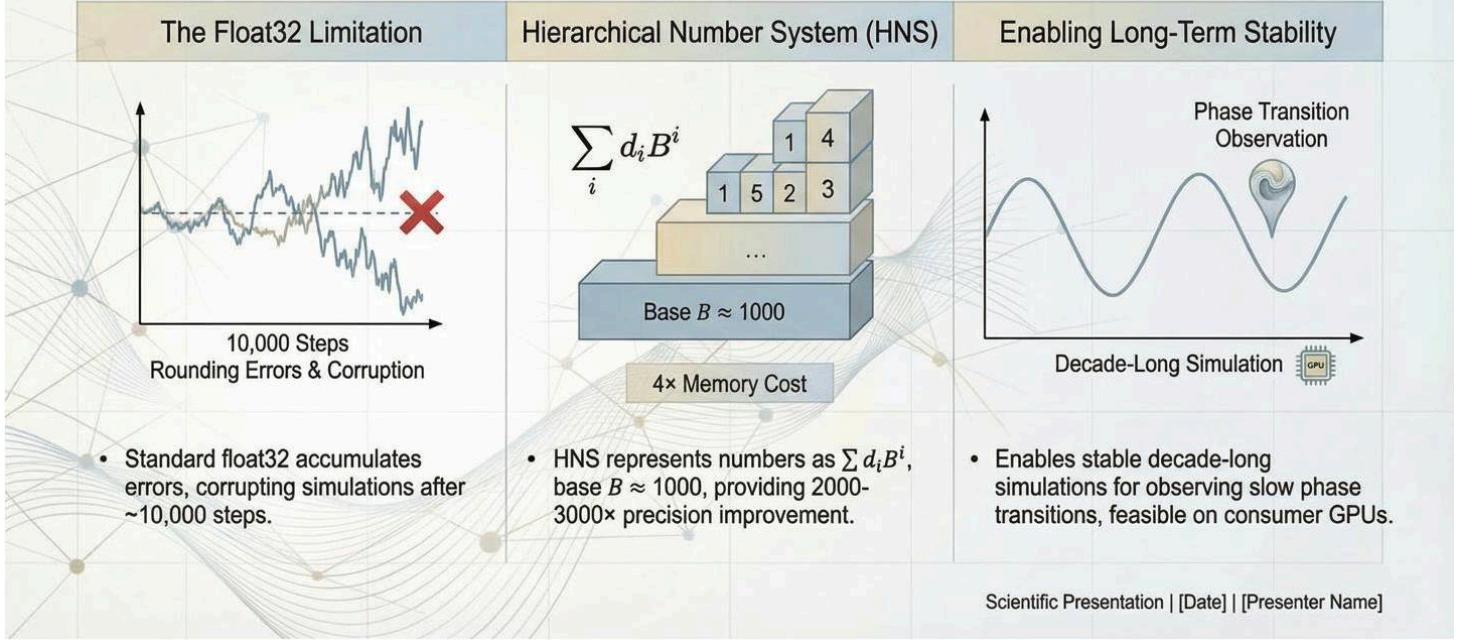 The Float32 Limitation
10,000 Steps
Rounding Errors & Corruption
• Standard float32 accumulates
errors, corrupting simulations after
~10,000 steps.
Hierarchical Number System (HNS)
∑ᵢ dᵢBⁱ
1 4
1 5 2 3
...
Base B ≈ 1000
4× Memory Cost
• HNS represents numbers as ∑ dᵢBⁱ,
base B ≈ 1000, providing 2000-
3000× precision improvement.
Enabling Long-Term Stability
Phase Transition
Observation
Decade-Long Simulation
GPU
• Enables stable decade-long
simulations for observing slow phase
transitions, feasible on consumer GPUs.
Scientific Presentation | [Date] | [Presenter Name]